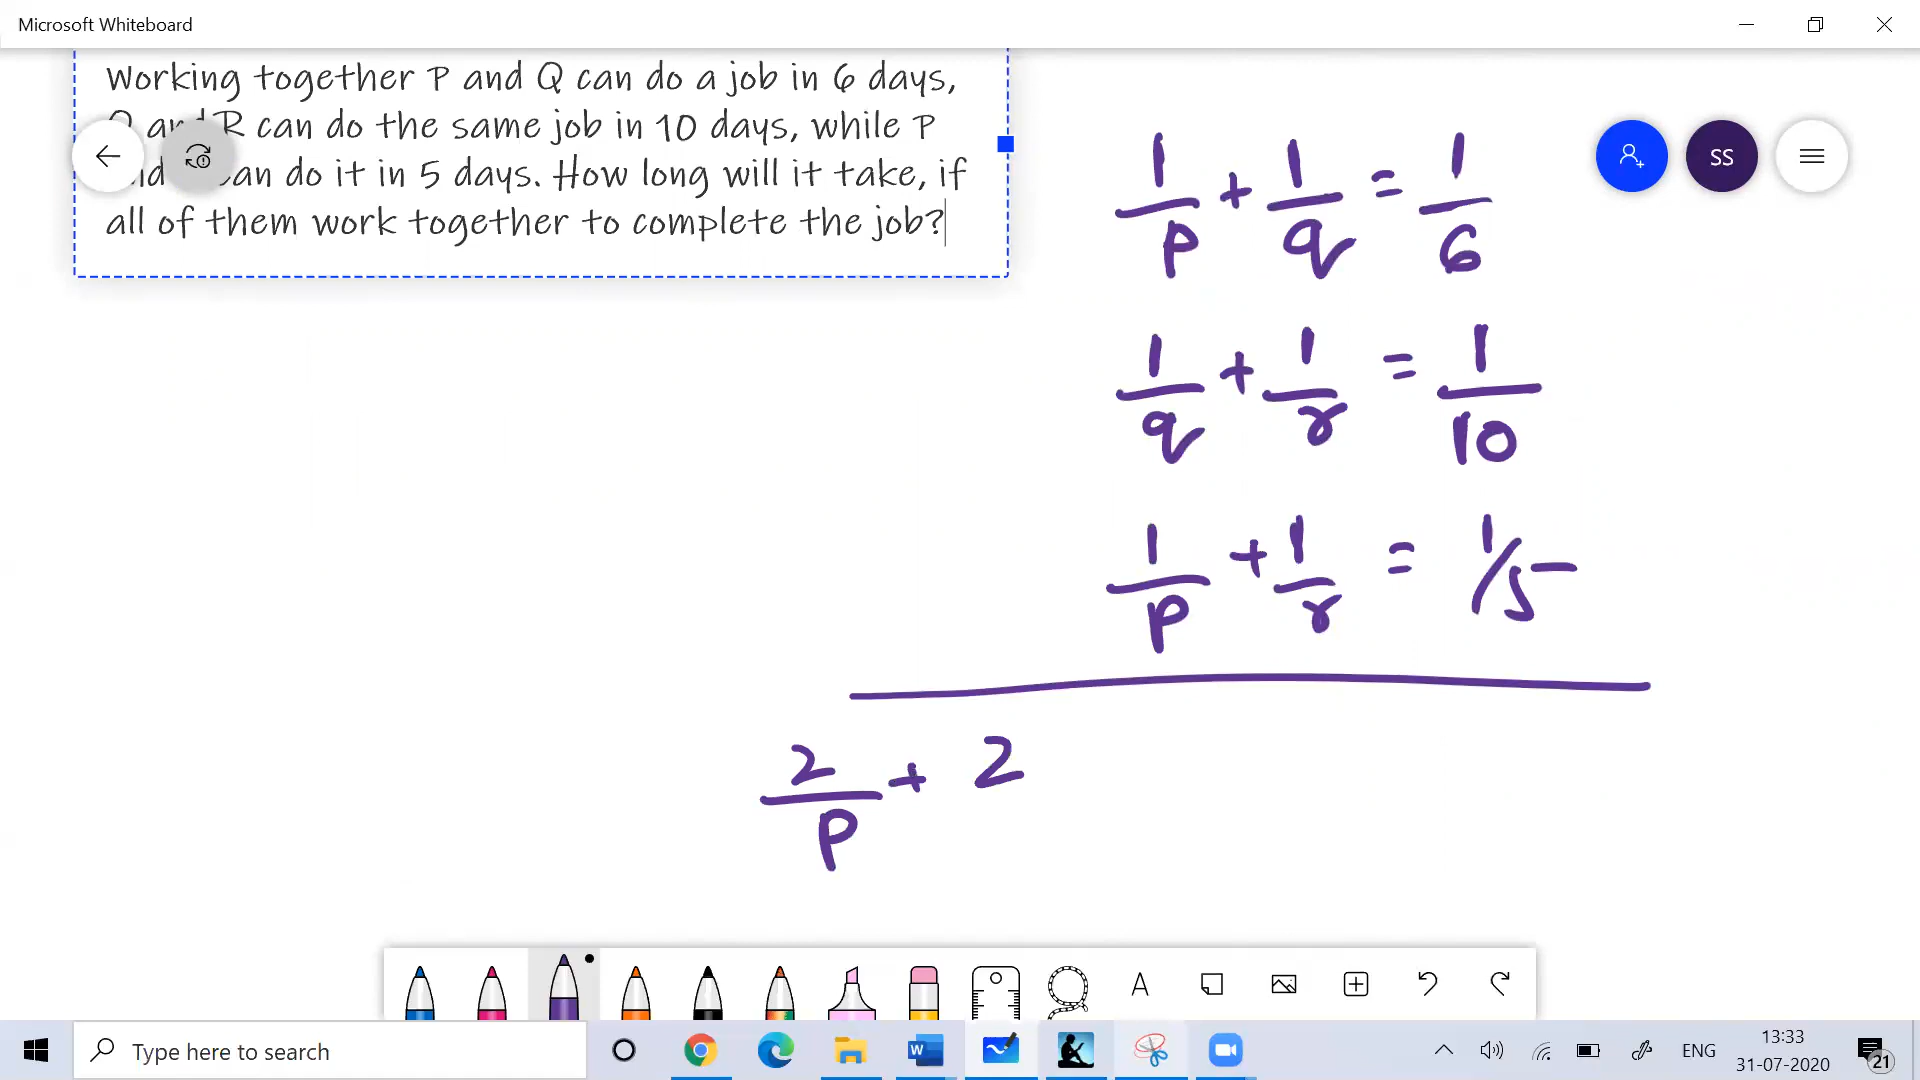 Microsoft Whiteboard
Working together P and Q can do a job in 6 days,
and R can do the same job in 10 days, while P
can do it in 5 days. How long will it take, if
all of them work together to complete the job?
SS
1/p + 1/q = 1/6
1/q + 1/r = 1/10
1/p + 1/r = 1/5
2/p + 2
A
Type here to search
W
ENG
13:33
31-07-2020
21